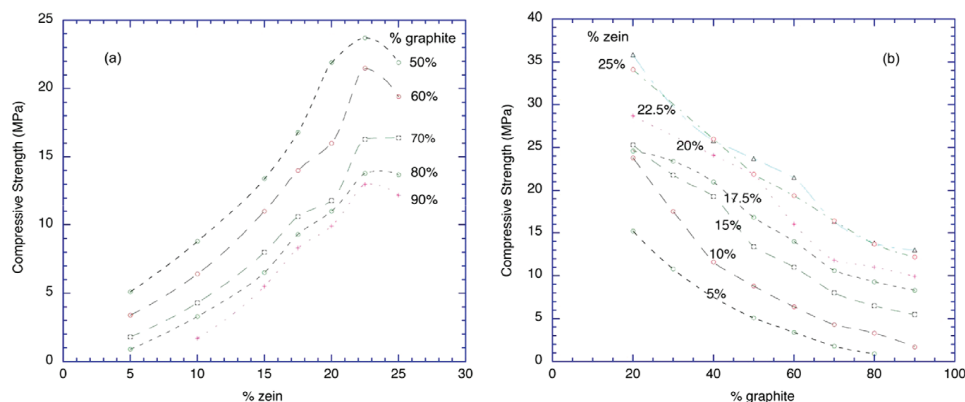 (a)
% graphite
50%
60%
70%
80%
90%
Compressive Strength (MPa)
25
20
15
10
5
0
0 5 10 15 20 25 30
% zein
(b)
% zein
25%
22.5%
20%
17.5%
15%
10%
5%
Compressive Strength (MPa)
40
35
30
25
20
15
10
5
0
10 20 40 60 80 100
% graphite